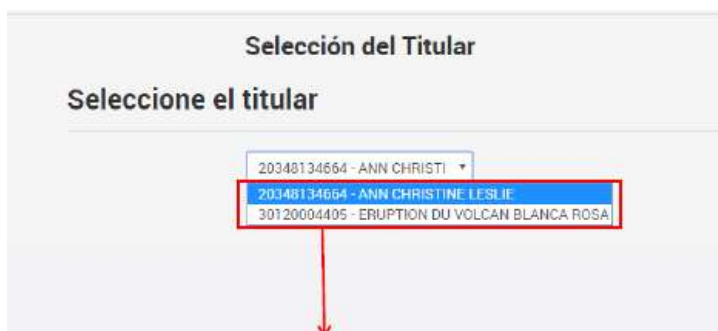 Selección del Titular
Seleccione el titular
20348134664 - ANN CHRISTI
20348134664 - ANN CHRISTINE LESLIE
30120004405 - ERUPTION DU VOLCAN BLANCA ROSA